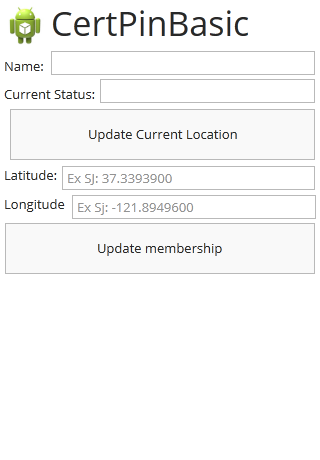 CertPinBasic
Name:
Current Status:
Update Current Location
Latitude: Ex SJ: 37.3393900
Longitude Ex SJ: -121.8949600
Update membership